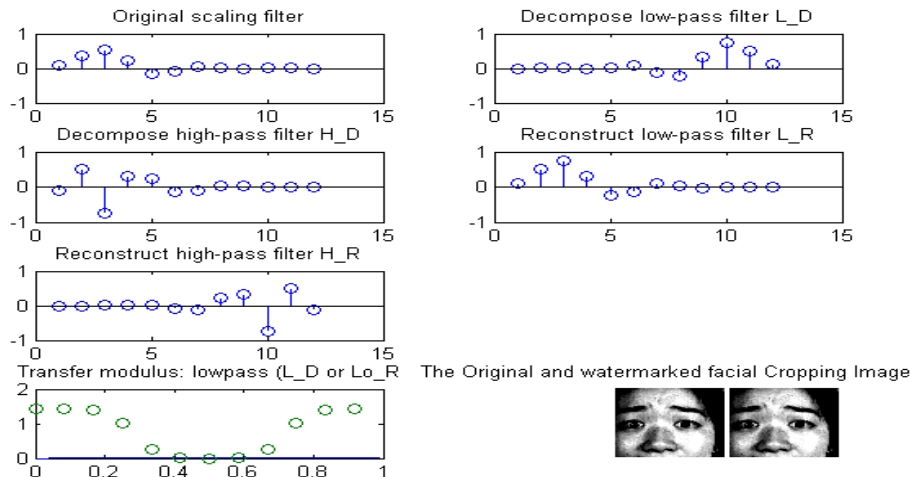 Original scaling filter
Decompose low-pass filter L_D
1
0
-1
0 5 10 15
1
0
-1
0 5 10 15
Decompose high-pass filter H_D
Reconstruct low-pass filter L_R
1
0
-1
0 5 10 15
1
0
-1
0 5 10 15
Reconstruct high-pass filter H_R
1
0
-1
0 5 10 15
Transfer modulus: lowpass (L_D or Lo_R
The Original and watermarked facial Cropping Image
2
1
0
0 0.2 0.4 0.6 0.8 1